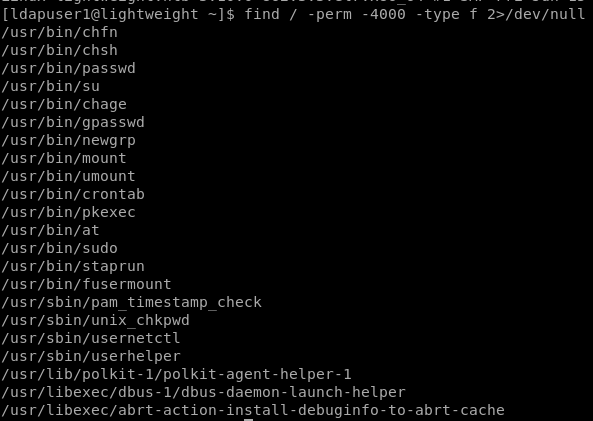 [ldapuser1@lightweight ~]$ find / -perm -4000 -type f 2>/dev/null
/usr/bin/chfn
/usr/bin/chsh
/usr/bin/passwd
/usr/bin/su
/usr/bin/chage
/usr/bin/gpasswd
/usr/bin/newgrp
/usr/bin/mount
/usr/bin/umount
/usr/bin/crontab
/usr/bin/pkexec
/usr/bin/at
/usr/bin/sudo
/usr/bin/staprun
/usr/bin/fusermount
/usr/sbin/pam_timestamp_check
/usr/sbin/unix_chkpwd
/usr/sbin/usernetctl
/usr/sbin/userhelper
/usr/lib/polkit-1/polkit-agent-helper-1
/usr/libexec/dbus-1/dbus-daemon-launch-helper
/usr/libexec/abrt-action-install-debuginfo-to-abrt-cache